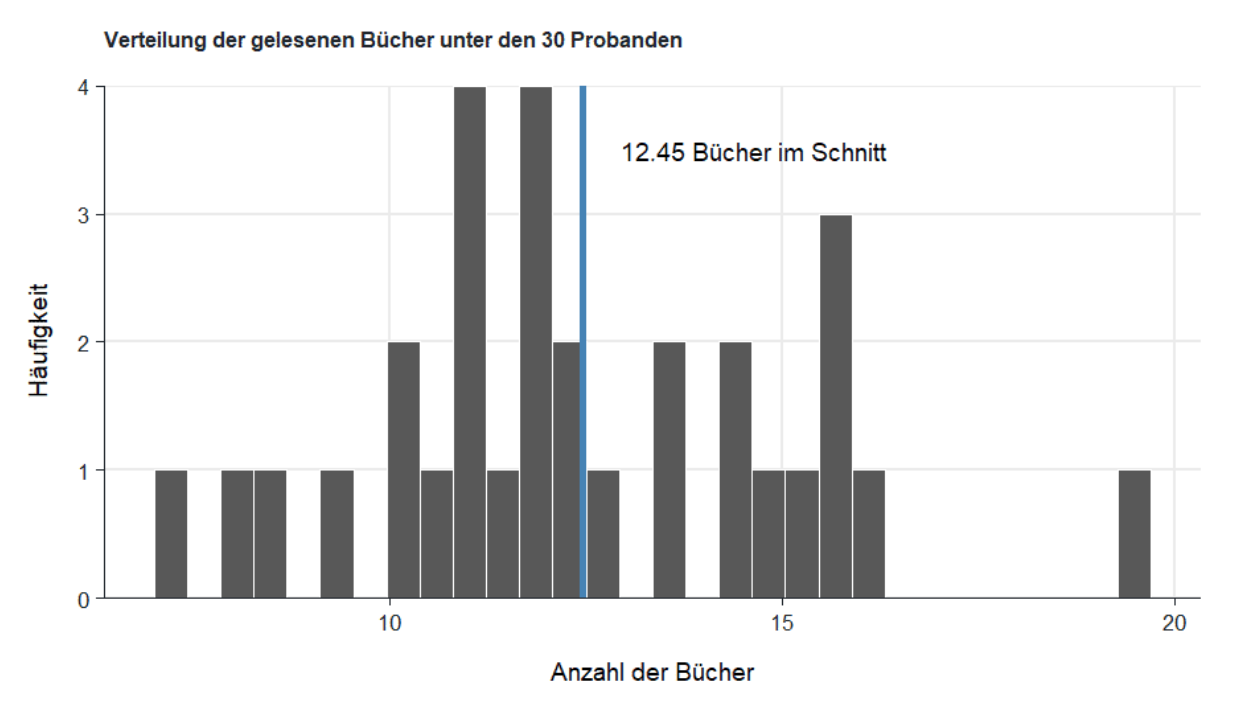 Verteilung der gelesenen Bücher unter den 30 Probanden
4
12.45 Bücher im Schnitt
3
Häufigkeit
2
1
0
10
15
20
Anzahl der Bücher